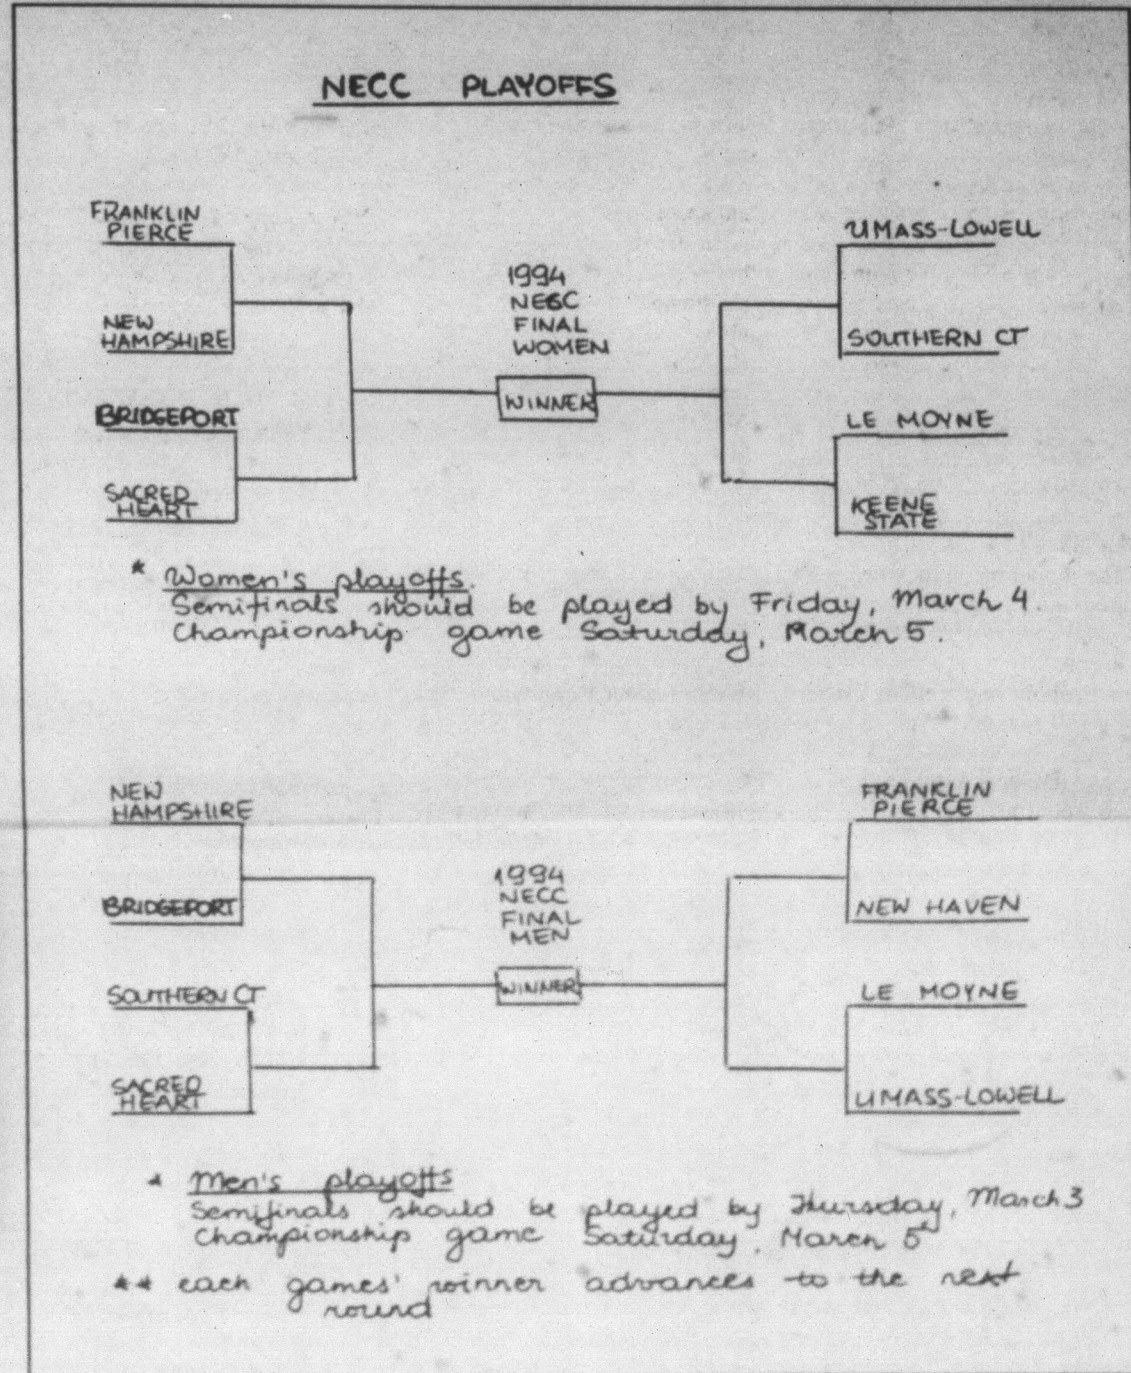 NECC PLAYOFFS
FRANKLIN
PIERCE
NEW
HAMPSHIRE
BRIDGEPORT
SACRED
HEART
1994
NECC
FINAL
WOMEN
WINNER
UMASS-LOWELL
SOUTHERN CT
LE MOYNE
KEENE
STATE
* Women's playoffs.
Semifinals should be played by Friday, March 4.
Championship game Saturday, March 5.
NEW
HAMPSHIRE
BRIDGEPORT
SOUTHERN CT
SACRED
HEART
1994
NECC
FINAL
MEN
WINNER
FRANKLIN
PIERCE
NEW HAVEN
LE MOYNE
UMASS-LOWELL
* Men's playoffs
Semifinals should be played by Thursday, March 3
Championship game Saturday, March 5
** each games' winner advances to the next
round